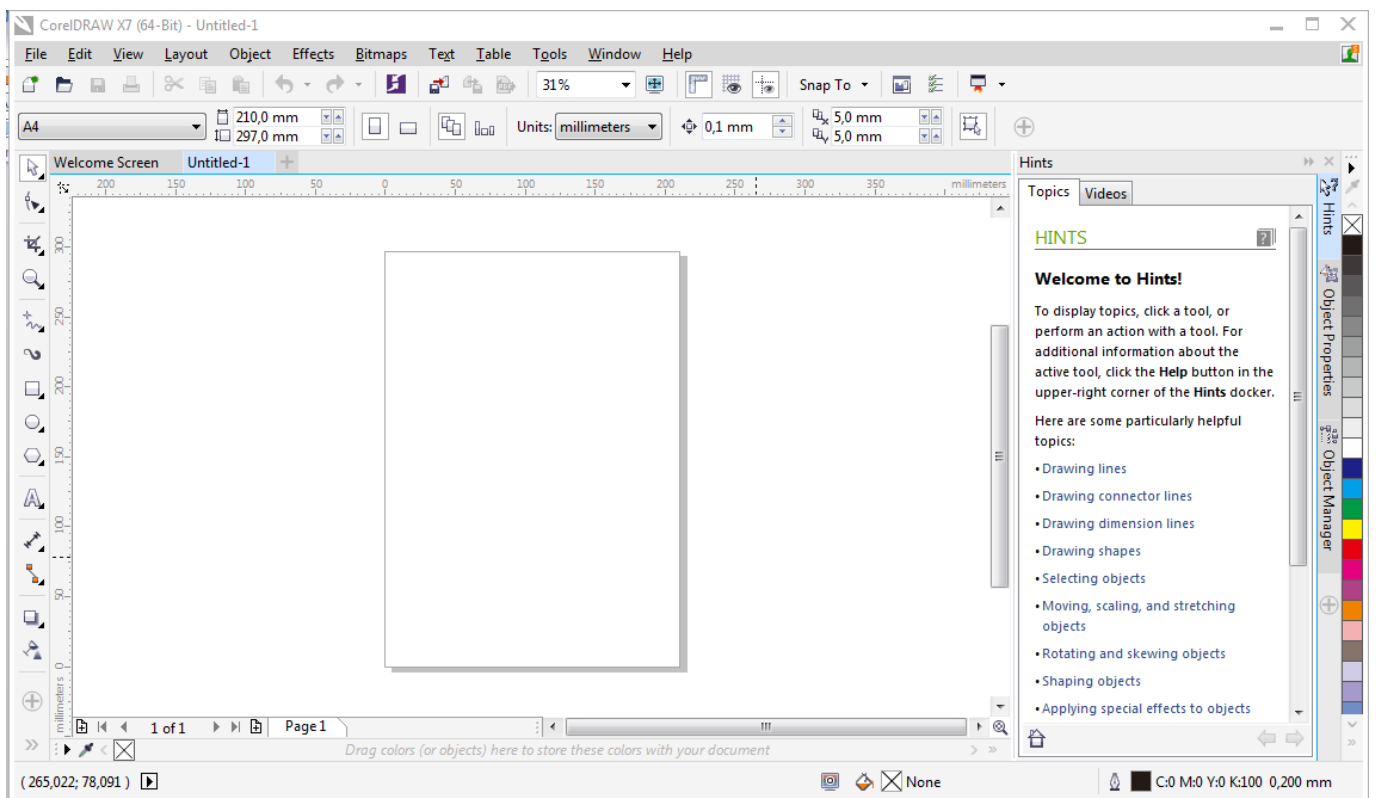 CorelDRAW X7 (64-Bit) - Untitled-1
File Edit View Layout Object Effects Bitmaps Text Table Tools Window Help
31% Snap To
A4 210,0 mm 297,0 mm Units: millimeters 0,1 mm 5,0 mm 5,0 mm
Welcome Screen Untitled-1
200 150 100 50 0 50 100 150 200 250 300 350 millimeters
300
250
200
150
100
50
0
millimeters
Hints
Topics Videos
HINTS
Welcome to Hints!
To display topics, click a tool, or
perform an action with a tool. For
additional information about the
active tool, click the Help button in the
upper-right corner of the Hints docker.
Here are some particularly helpful
topics:
• Drawing lines
• Drawing connector lines
• Drawing dimension lines
• Drawing shapes
• Selecting objects
• Moving, scaling, and stretching
objects
• Rotating and skewing objects
• Shaping objects
• Applying special effects to objects
Hints
Object Properties
Object Manager
1 of 1 Page 1
Drag colors (or objects) here to store these colors with your document
( 265,022; 78,091 ) None C:0 M:0 Y:0 K:100 0,200 mm